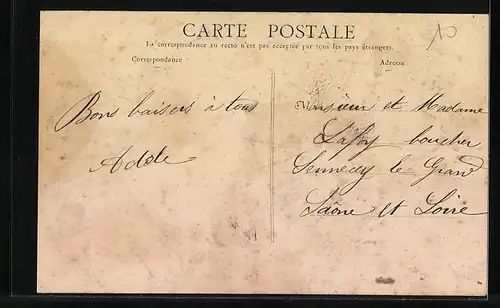 CARTE POSTALE
La correspondance au recto n'est pas acceptée par tous les pays étrangers.
Correspondance
Adresse
10
Bons baisers à tous
Adèle
Monsieur et Madame
boucher
Sennecey le Grand
Saône et Loire